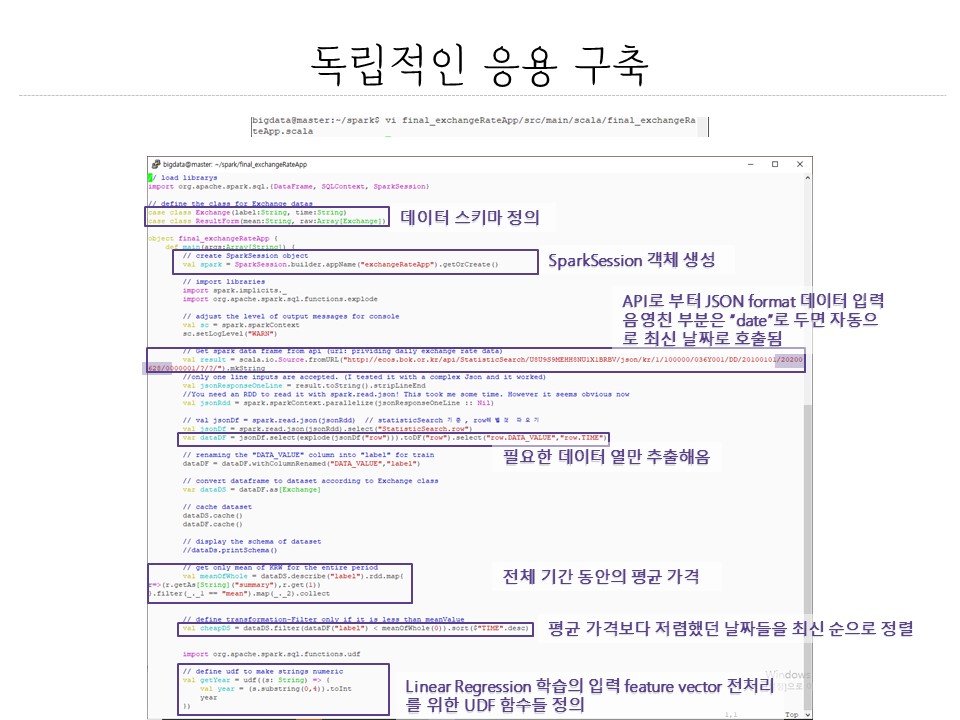 독립적인 응용 구축
bigdata@master:~/spark$ vi final_exchangeRateApp/src/main/scala/final_exchangeRa
teApp.scala
bigdata@master: ~/spark/final_exchangeRateApp
/ load librarys
import org.apache.spark.sql.{DataFrame, SQLContext, SparkSession}
// define the class for Exchange datas
case class Exchange(label:String, time:String)
case class ResultForm(mean:String, raw:Array[Exchange])
데이터 스키마 정의
object final_exchangeRateApp {
def main(args:Array[String]) {
// create SparkSession object
val spark = SparkSession.builder.appName("exchangeRateApp").getOrCreate()
SparkSession 객체 생성
// import libraries
import spark.implicits._
import org.apache.spark.sql.functions.explode
API로 부터 JSON format 데이터 입력
음영친 부분은 "date"로 두면 자동으
로 최신 날짜로 호출됨
// adjust the level of output messages for console
val sc = spark.sparkContext
sc.setLogLevel("WARN")
// Get spark data frame from api (url: prividing daily exchange rate data)
val result = scala.io.Source.fromURL("http://ecos.bok.or.kr/api/StatisticSearch/
/json/kr/1/100000/036Y001/DD/20100101/20200
628/0000001/?/?/").mkString
//only one line inputs are accepted. (I tested it with a complex Json and it worked)
val jsonResponseOneLine = result.toString().stripLineEnd
//You need an RDD to read it with spark.read.json! This took me some time. However it seems obvious now
val jsonRdd = spark.sparkContext.parallelize(jsonResponseOneLine :: Nil)
// val jsonDf = spark.read.json(jsonRdd) // statisticSearch 기준 , row에
val jsonDf = spark.read.json(jsonRdd).select("StatisticSearch.row")
var dataDF = jsonDf.select(explode(jsonDf("row"))).toDF("row").select("row.DATA_VALUE","row.TIME")
필요한 데이터 열만 추출해옴
// renaming the "DATA_VALUE" column into "label" for train
dataDF = dataDF.withColumnRenamed("DATA_VALUE","label")
// convert dataframe to dataset according to Exchange class
var dataDS = dataDF.as[Exchange]
// cache dataset
dataDS.cache()
dataDF.cache()
// display the schema of dataset
//dataDs.printSchema()
// get only mean of KRW for the entire period
val meanOfWhole = dataDS.describe("label").rdd.map{
r=>(r.getAs[String]("summary"),r.get(1))
}.filter(_._1 == "mean").map(_._2).collect
전체 기간 동안의 평균 가격
// define transformation-Filter only if it is less than meanValue
val cheapDS = dataDS.filter(dataDF("label") < meanOfWhole(0)).sort($"TIME".desc)
평균 가격보다 저렴했던 날짜들을 최신 순으로 정렬
import org.apache.spark.sql.functions.udf
// define udf to make strings numeric
val getYear = udf((s: String) => {
val year = (s.substring(0,4)).toInt
year
})
Linear Regression 학습의 입력 feature vector 전처리
를 위한 UDF 함수들 정의
Windows
1,1
Top